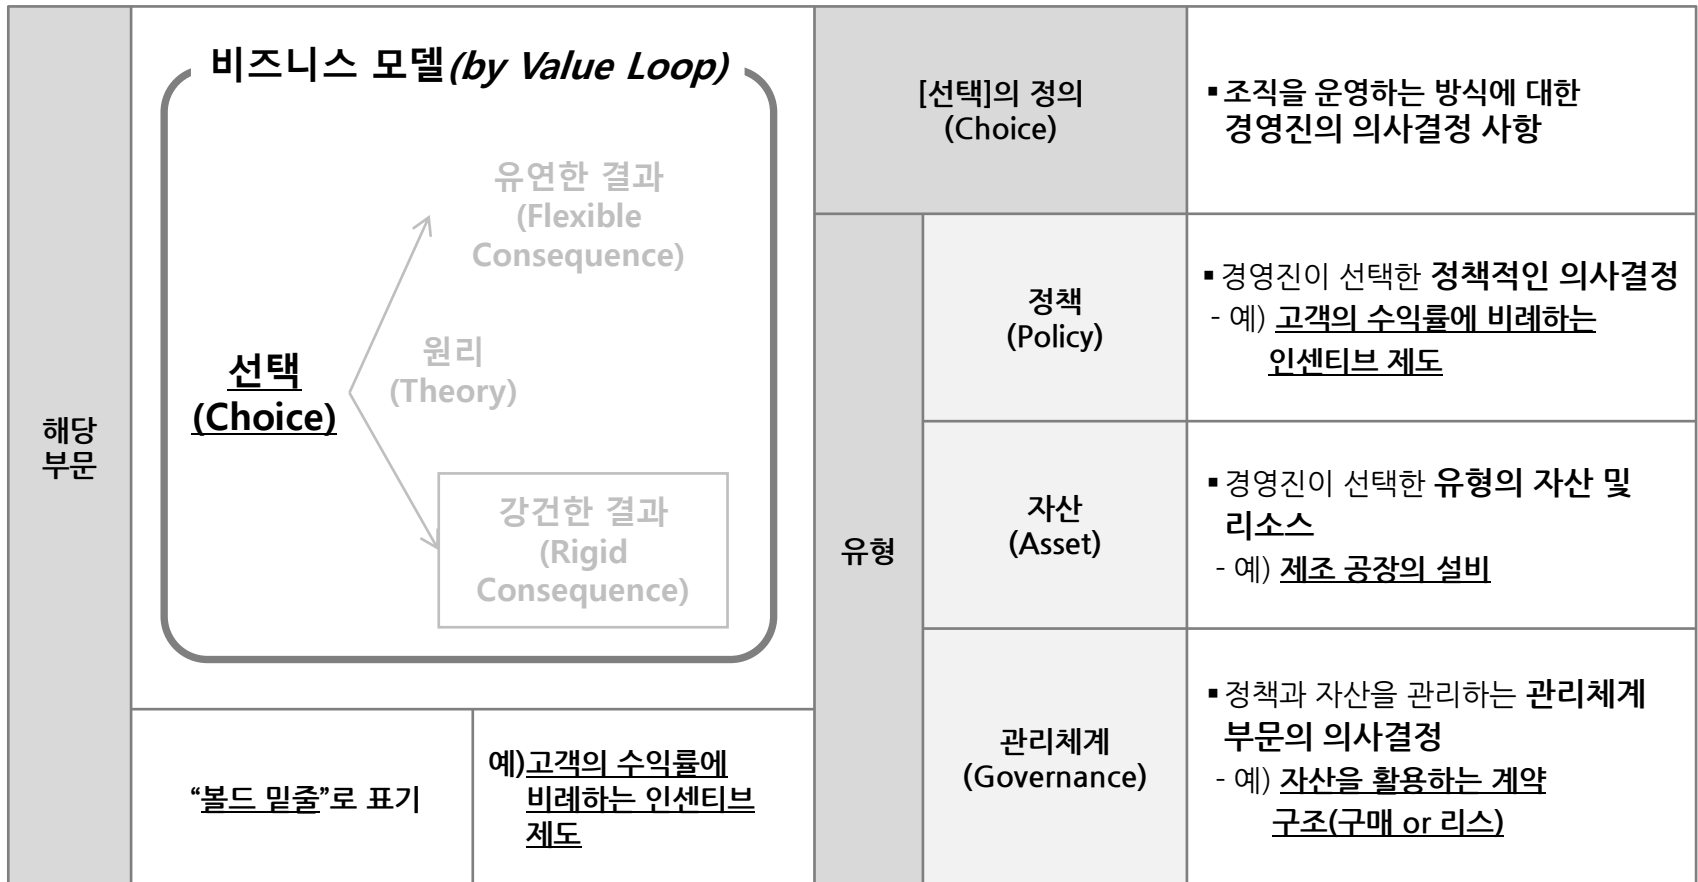 해당
부문
비즈니스 모델(by Value Loop)
유연한 결과
(Flexible
Consequence)
원리
(Theory)
선택
(Choice)
강건한 결과
(Rigid
Consequence)
“볼드 밑줄”로 표기
예)고객의 수익률에
비례하는 인센티브
제도
[선택]의 정의
(Choice)
▪조직을 운영하는 방식에 대한
경영진의 의사결정 사항
유형
정책
(Policy)
▪경영진이 선택한 정책적인 의사결정
- 예) 고객의 수익률에 비례하는
인센티브 제도
자산
(Asset)
▪경영진이 선택한 유형의 자산 및
리소스
- 예) 제조 공장의 설비
관리체계
(Governance)
▪정책과 자산을 관리하는 관리체계
부문의 의사결정
- 예) 자산을 활용하는 계약
구조(구매 or 리스)